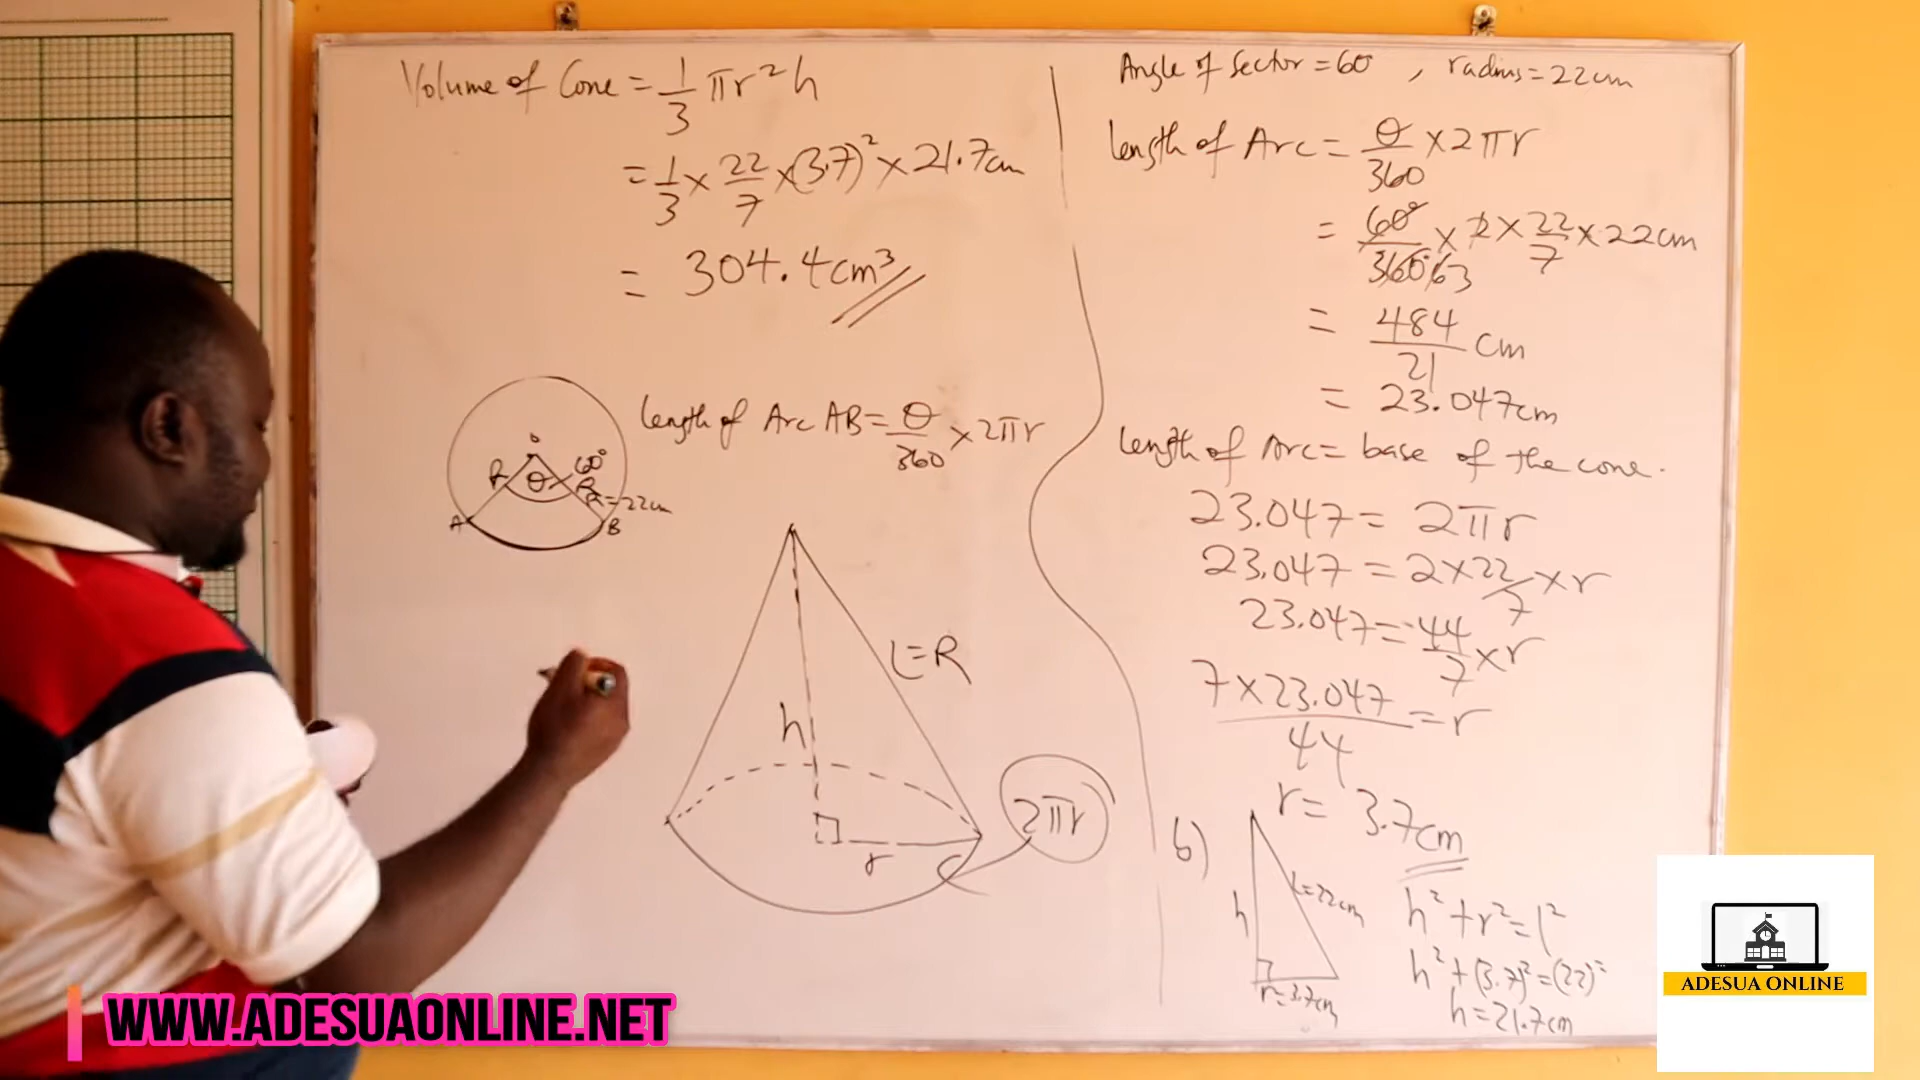 Volume of Cone = 1/3 πr²h
= 1/3 × 22/7 × (3.7)² × 21.7cm
= 304.4cm³
Length of Arc AB = θ/360 × 2πr
o
60°
R θ R
R=22cm
A B
L=R
h
r
2πr
Angle of Sector = 60°, radius = 22cm
Length of Arc = θ/360 × 2πr
= 60°/360° 63 × 2 × 22/7 × 22cm
= 484/21 cm
= 23.047cm
Length of Arc = base of the cone.
23.047 = 2πr
23.047 = 2×22/7 ×r
23.047 = 44/7 ×r
7×23.047/44 = r
r = 3.7cm
b)
h
L=22cm
r=3.7cm
h²+r²=l²
h²+(3.7)²=(22)²
h=21.7cm
WWW.ADESUAONLINE.NET
ADESUA ONLINE